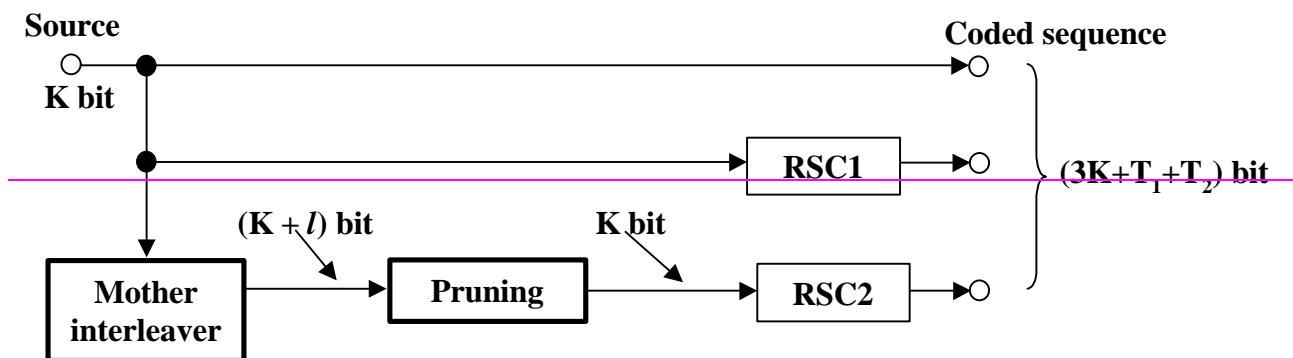 Source
Coded sequence
K bit
RSC1
(3K+T1+T2) bit
(K + l) bit
K bit
Mother
interleaver
Pruning
RSC2